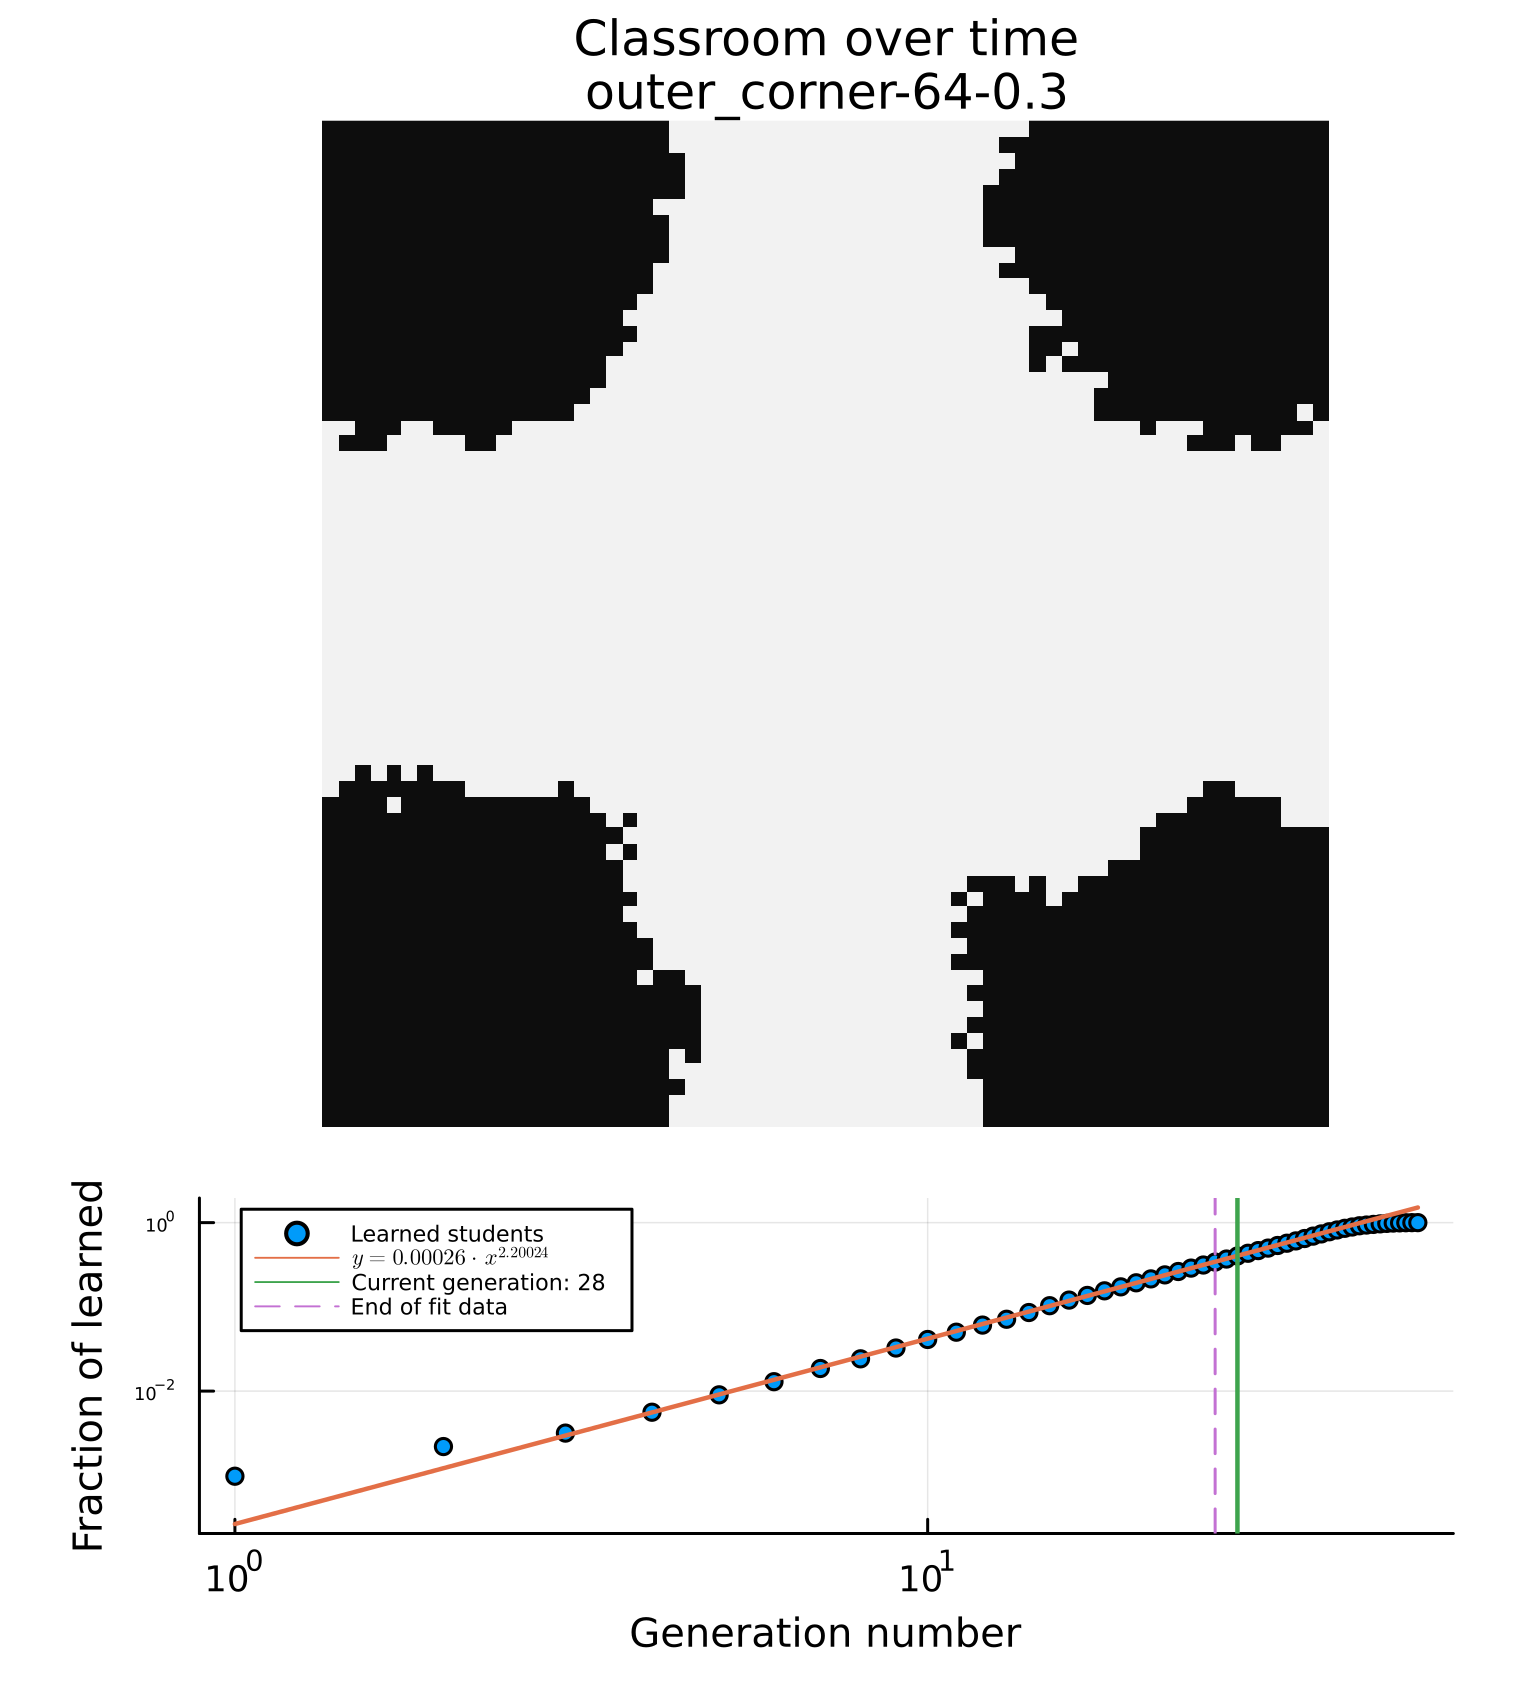 Classroom over time
outer_corner-64-0.3
Fraction of learned
10^0
10^-2
Learned students
y = 0.00026 · x^2.20024
Current generation: 28
End of fit data
10^0
10^1
Generation number